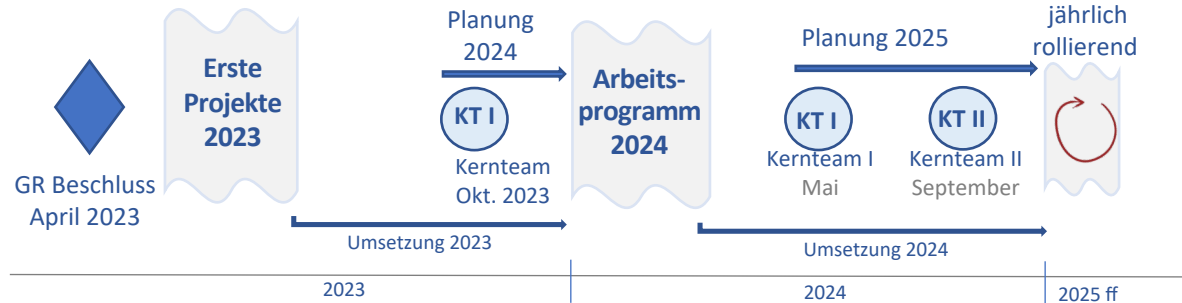 GR Beschluss
April 2023
Erste
Projekte
2023
Planung
2024
KT I
Kernteam
Okt. 2023
Umsetzung 2023
Arbeits-
programm
2024
Planung 2025
KT I
Kernteam I
Mai
KT II
Kernteam II
September
Umsetzung 2024
jährlich
rollierend
2023
2024
2025 ff